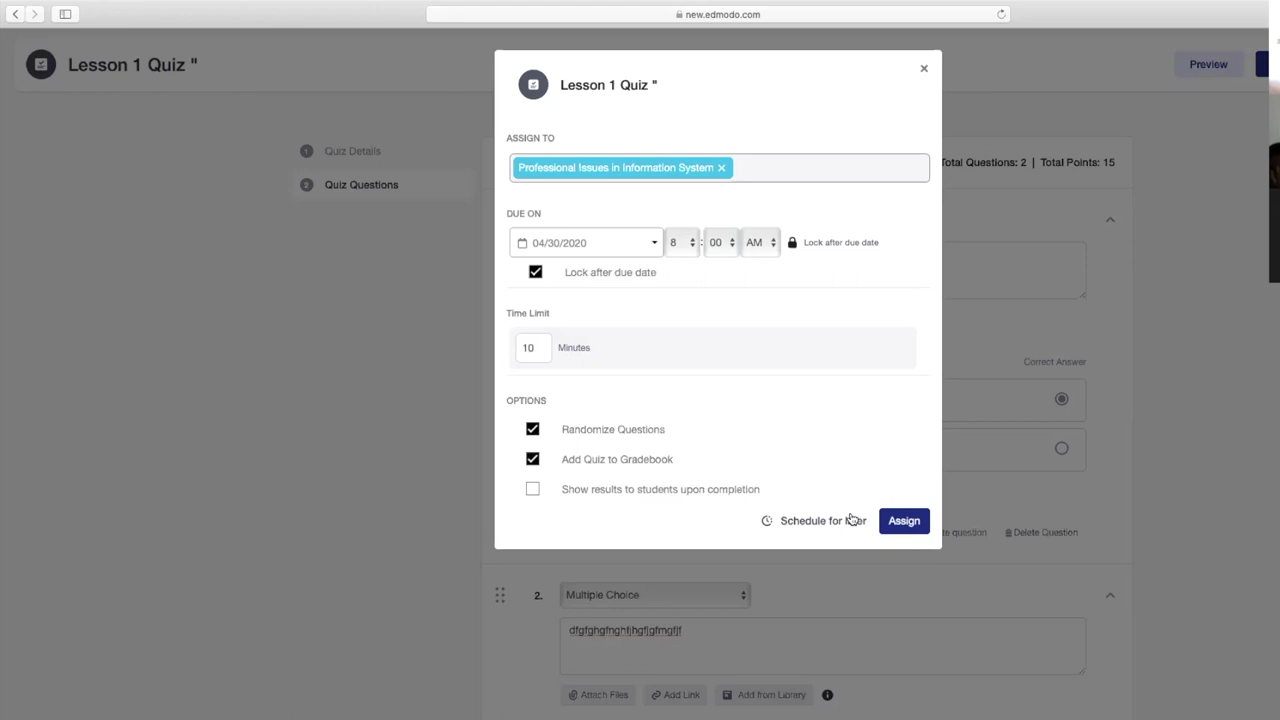 new.edmodo.com
Lesson 1 Quiz "
Preview
Lesson 1 Quiz "
ASSIGN TO
Professional Issues in Information System
1 Quiz Details
2 Quiz Questions
Total Questions: 2 | Total Points: 15
DUE ON
04/30/2020 8 : 00 AM Lock after due date
Lock after due date
Time Limit
10 Minutes
Correct Answer
OPTIONS
Randomize Questions
Add Quiz to Gradebook
Show results to students upon completion
Schedule for Assign
question Delete Question
2. Multiple Choice
dfgfghgfnghfjhgfjgfmgfjf
Attach Files Add Link Add from Library